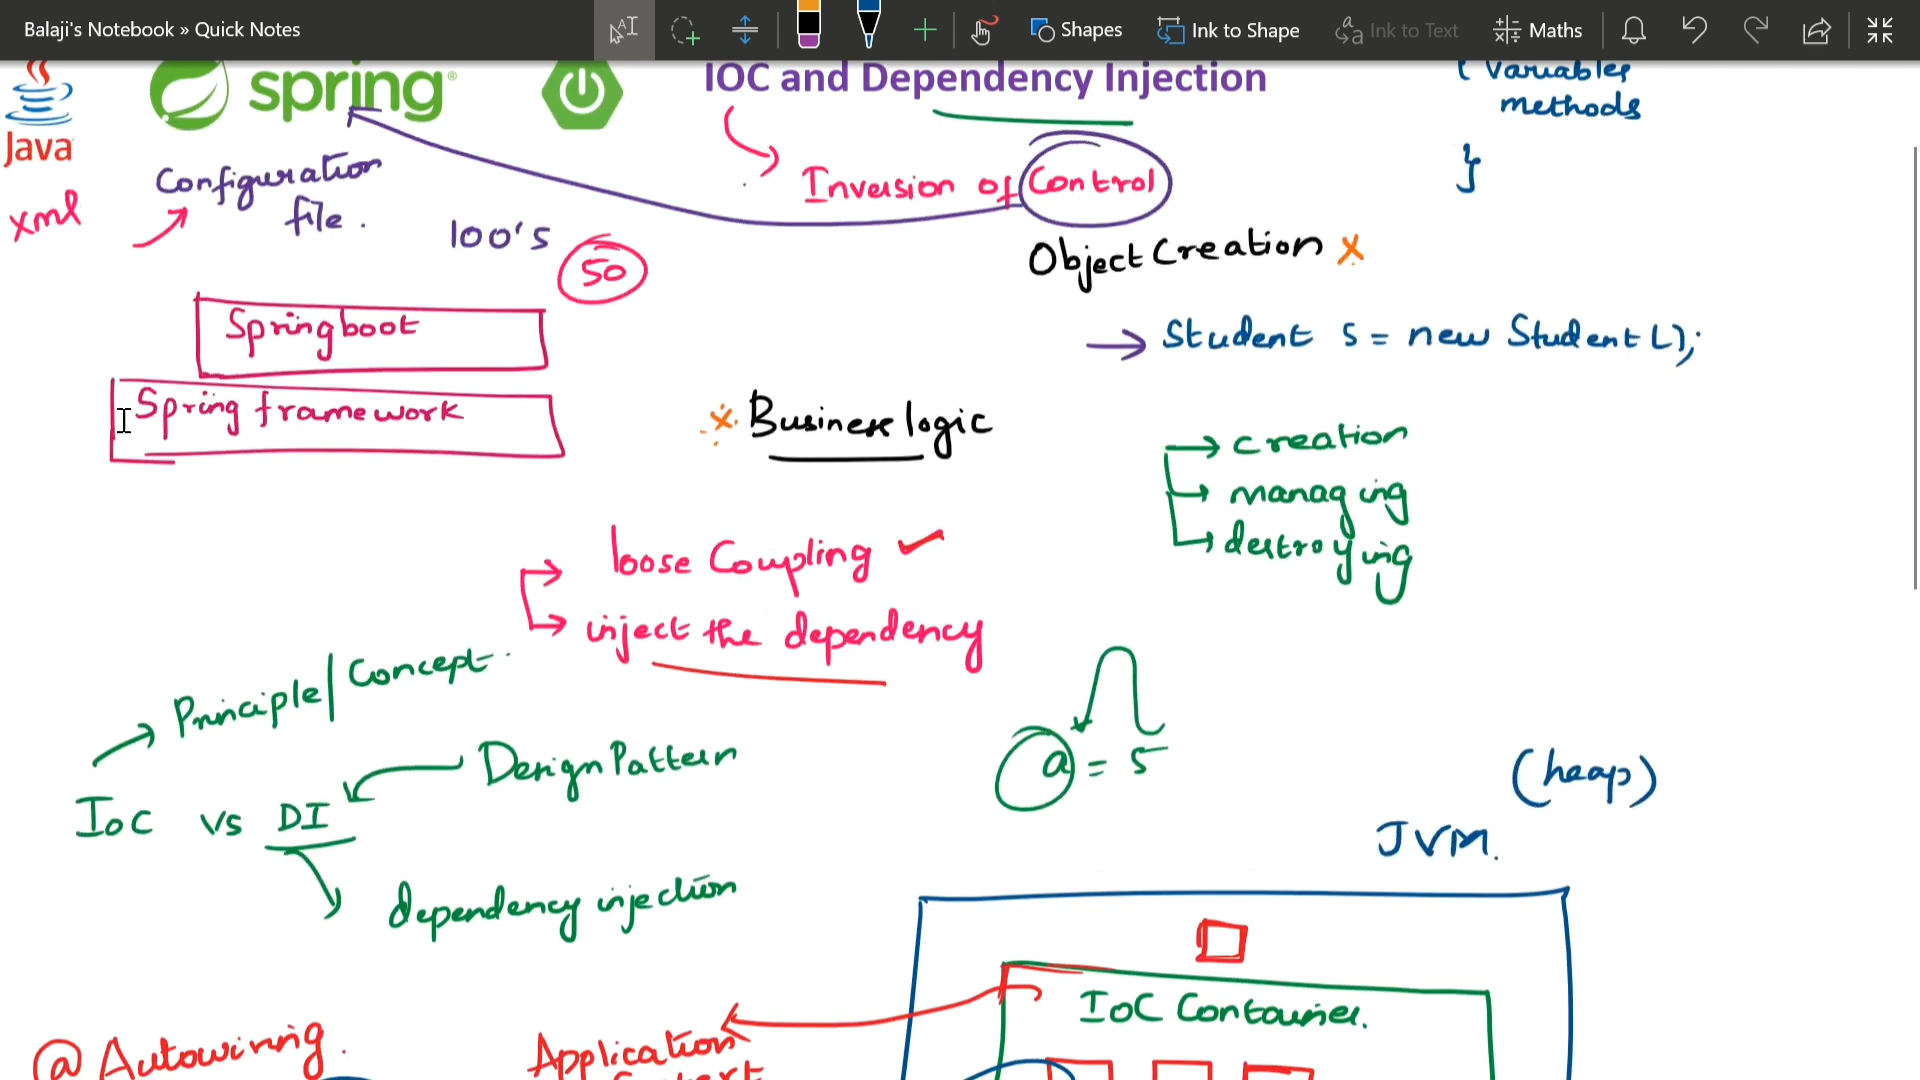 Balaji's Notebook » Quick Notes
Shapes
Ink to Shape
Ink to Text
Maths
Java
spring
IOC and Dependency Injection
{ Variables
methods
}
Inversion of Control
Configuration
file.
xml
100's
50
Object Creation x
Springboot
Student s = new Student();
Spring framework
x Business logic
creation
managing
destroying
loose Coupling
inject the dependency
Principle/Concept.
Design Pattern
a = 5
(heap)
IoC vs DI
JVM.
dependency injection
IoC Container.
@Autowiring.
Application